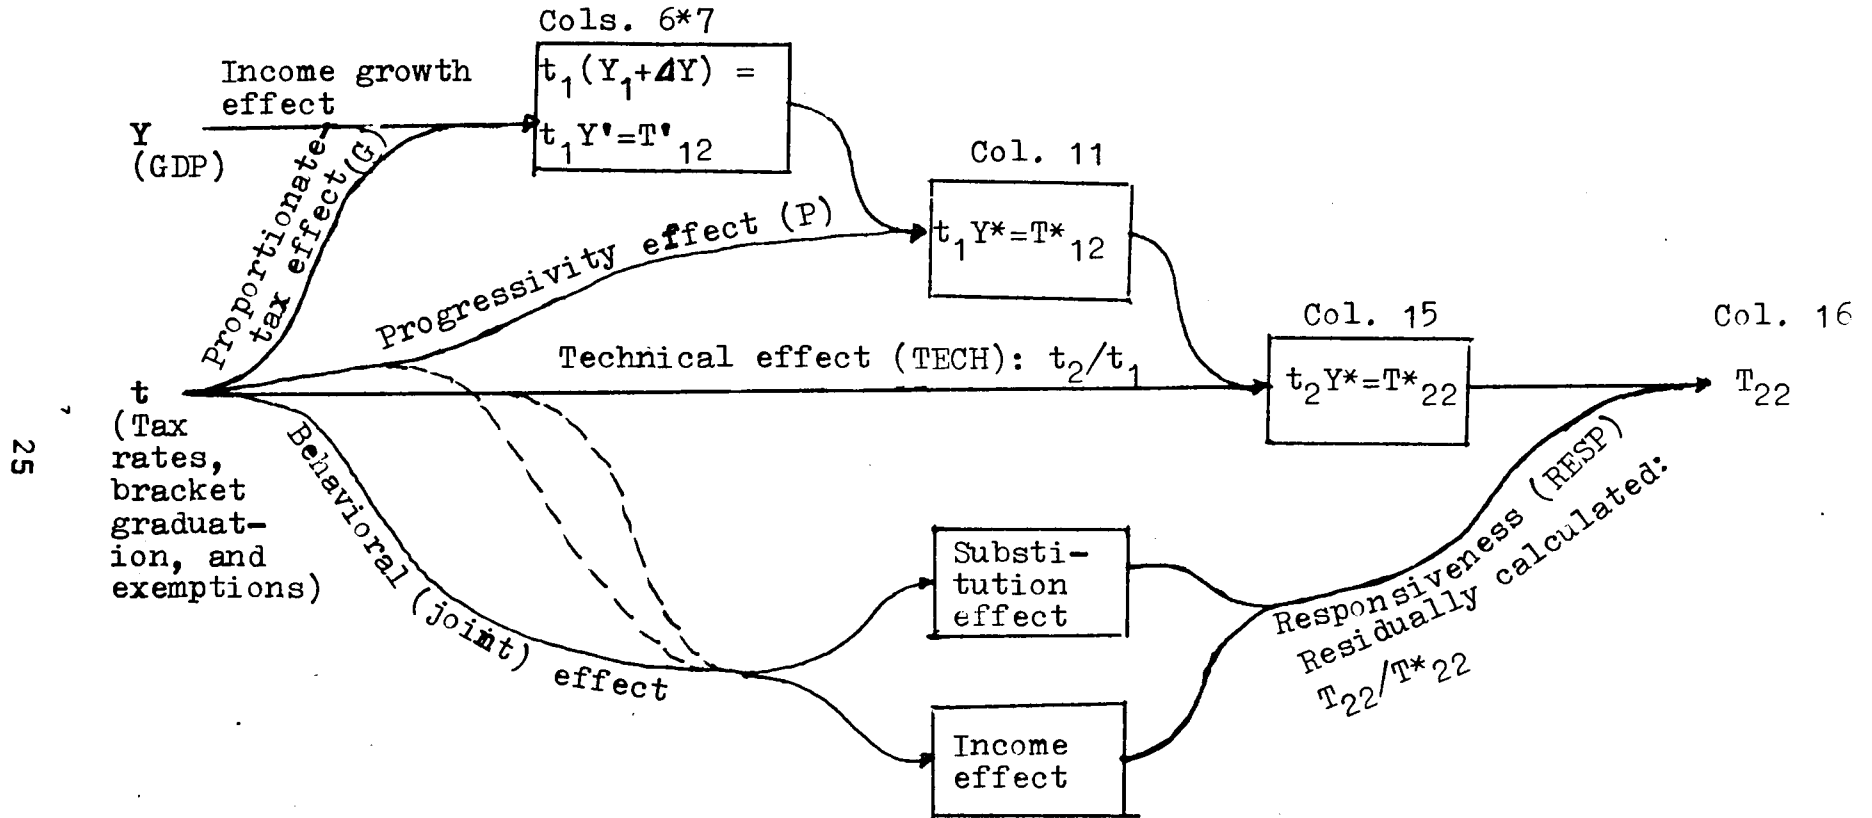 Cols. 6*7
t₁(Y₁+ΔY) =
t₁Y'=T'₁₂
Income growth
effect
Y
(GDP)
Proportionate
tax effect(G)
Col. 11
t₁Y*=T*₁₂
Progressivity effect (P)
Col. 15
t₂Y*=T*₂₂
Col. 16
T₂₂
Technical effect (TECH): t₂/t₁
t
(Tax
rates,
bracket
graduat-
ion, and
exemptions)
25
Behavioral (joint) effect
Substi-
tution
effect
Income
effect
Responsiveness (RESP)
Residually calculated:
T₂₂/T*₂₂